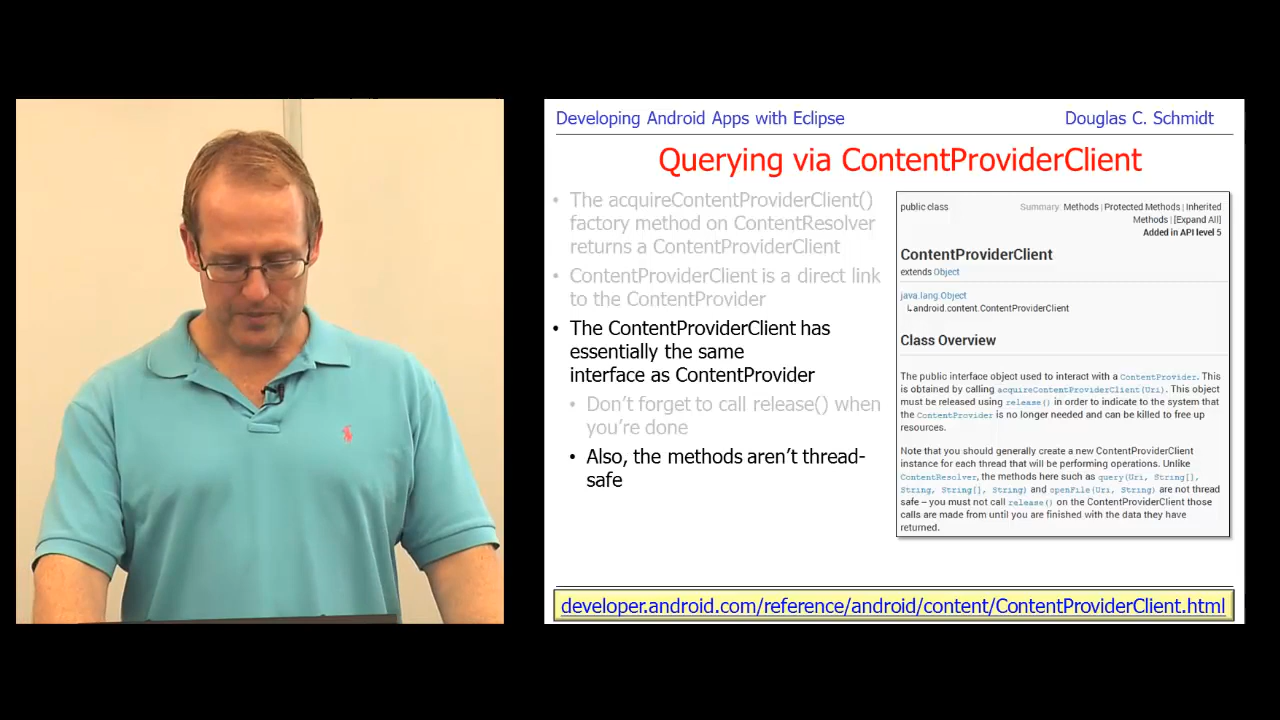 Developing Android Apps with Eclipse
Douglas C. Schmidt
Querying via ContentProviderClient
• The acquireContentProviderClient()
factory method on ContentResolver
returns a ContentProviderClient
• ContentProviderClient is a direct link
to the ContentProvider
• The ContentProviderClient has
essentially the same
interface as ContentProvider
• Don't forget to call release() when
you're done
• Also, the methods aren't thread-
safe
public class
Summary: Methods | Protected Methods | Inherited
Methods | [Expand All]
Added in API level 5
ContentProviderClient
extends Object
java.lang.Object
↳android.content.ContentProviderClient
Class Overview
The public interface object used to interact with a ContentProvider. This
is obtained by calling acquireContentProviderClient(Uri). This object
must be released using release() in order to indicate to the system that
the ContentProvider is no longer needed and can be killed to free up
resources.
Note that you should generally create a new ContentProviderClient
instance for each thread that will be performing operations. Unlike
ContentResolver, the methods here such as query(Uri, String[],
String, String[], String) and openFile(Uri, String) are not thread
safe – you must not call release() on the ContentProviderClient those
calls are made from until you are finished with the data they have
returned.
developer.android.com/reference/android/content/ContentProviderClient.html